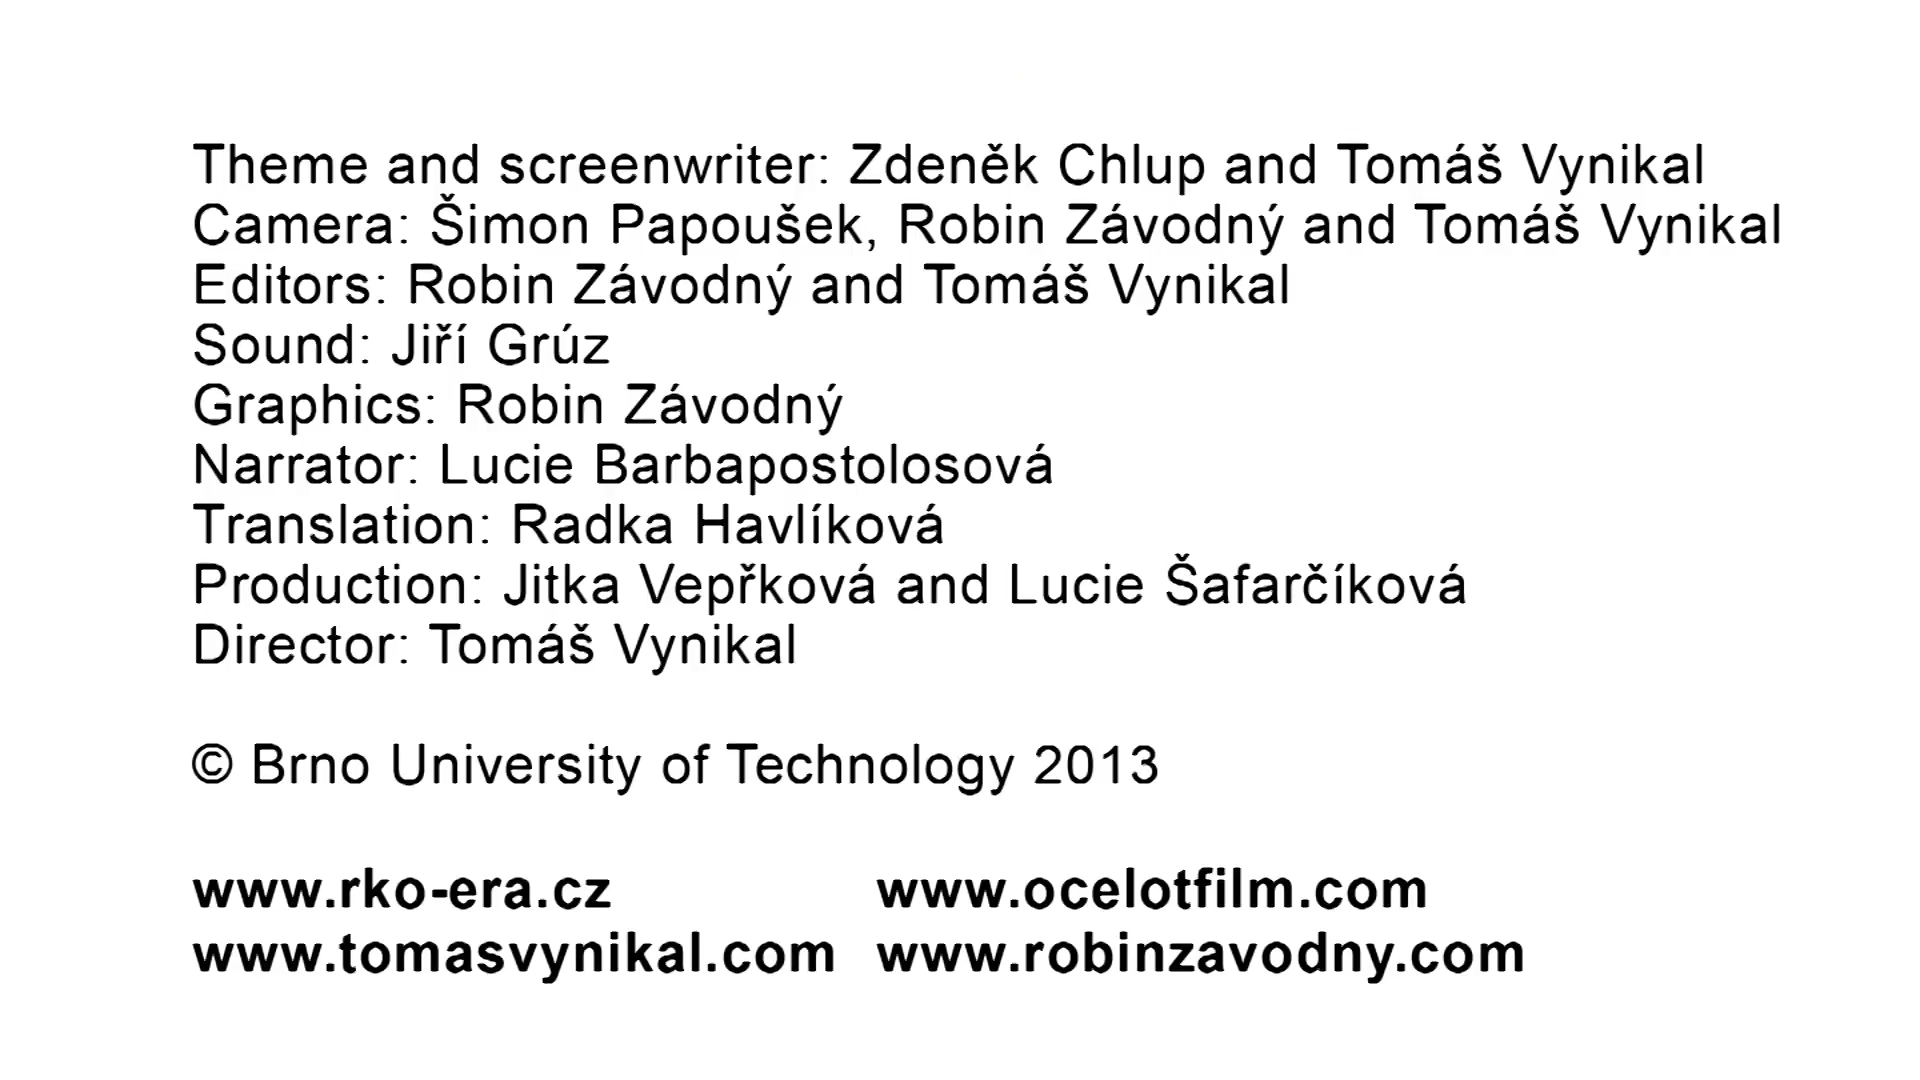 Theme and screenwriter: Zdeněk Chlup and Tomáš Vynikal
Camera: Šimon Papoušek, Robin Závodný and Tomáš Vynikal
Editors: Robin Závodný and Tomáš Vynikal
Sound: Jiří Grúz
Graphics: Robin Závodný
Narrator: Lucie Barbapostolosová
Translation: Radka Havlíková
Production: Jitka Vepřková and Lucie Šafarčíková
Director: Tomáš Vynikal
© Brno University of Technology 2013
www.rko-era.cz www.ocelotfilm.com
www.tomasvynikal.com www.robinzavodny.com